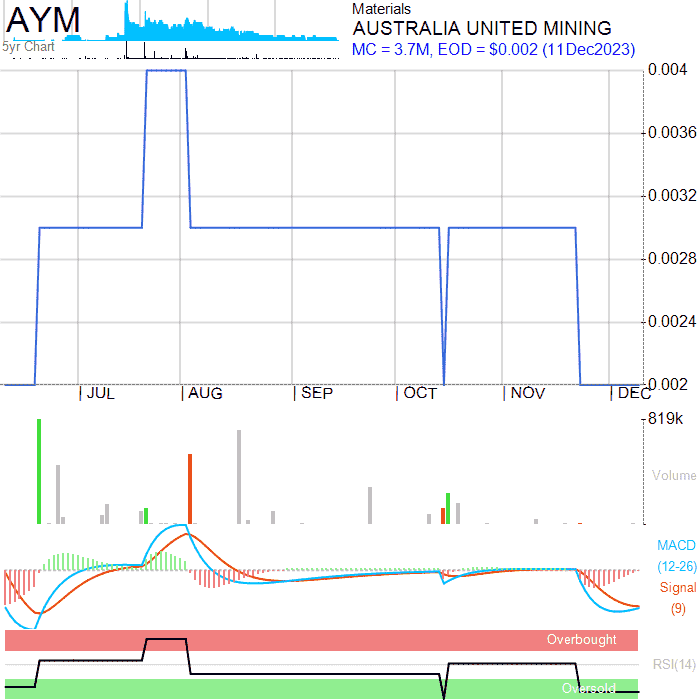 AYM
5yr Chart
Materials
AUSTRALIA UNITED MINING
MC = 3.7M, EOD = $0.002 (11Dec2023)
0.004
0.0036
0.0032
0.0028
0.0024
0.002
JUL AUG SEP OCT NOV DEC
819k
Volume
MACD
(12-26)
Signal
(9)
Overbought
RSI(14)
Oversold